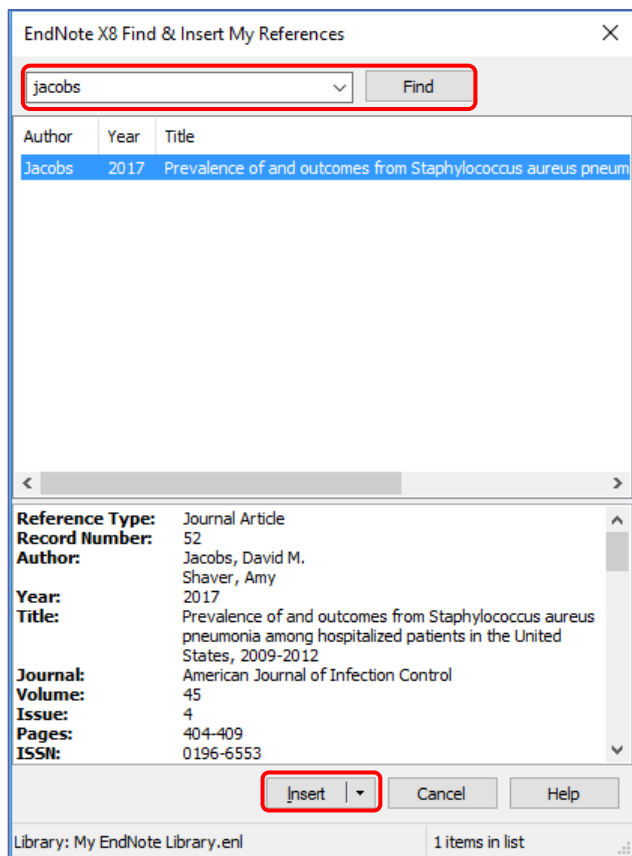 EndNote X8 Find & Insert My References
jacobs
Find
Author Year Title
Jacobs 2017 Prevalence of and outcomes from Staphylococcus aureus pneum
Reference Type: Journal Article
Record Number: 52
Author: Jacobs, David M.
Shaver, Amy
Year: 2017
Title: Prevalence of and outcomes from Staphylococcus aureus
pneumonia among hospitalized patients in the United
States, 2009-2012
Journal: American Journal of Infection Control
Volume: 45
Issue: 4
Pages: 404-409
ISSN: 0196-6553
Insert Cancel Help
Library: My EndNote Library.enl 1 items in list